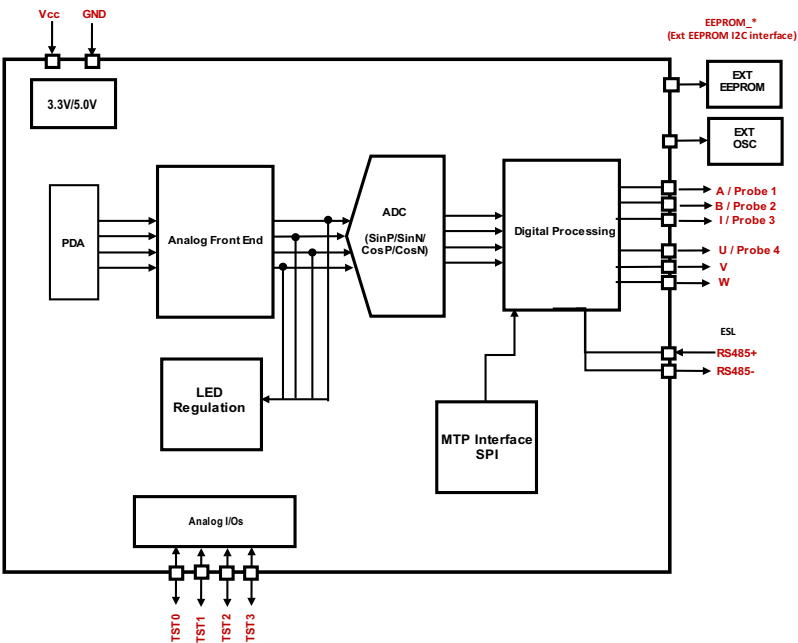 Vcc
GND
EEPROM_*
(Ext EEPROM I2C interface)
3.3V/5.0V
EXT
EEPROM
EXT
OSC
PDA
Analog Front End
ADC
(SinP/SinN/
CosP/CosN)
Digital Processing
A / Probe 1
B / Probe 2
I / Probe 3
U / Probe 4
V
W
ESL
RS485+
RS485-
LED
Regulation
MTP Interface
SPI
Analog I/Os
TST0
TST1
TST2
TST3